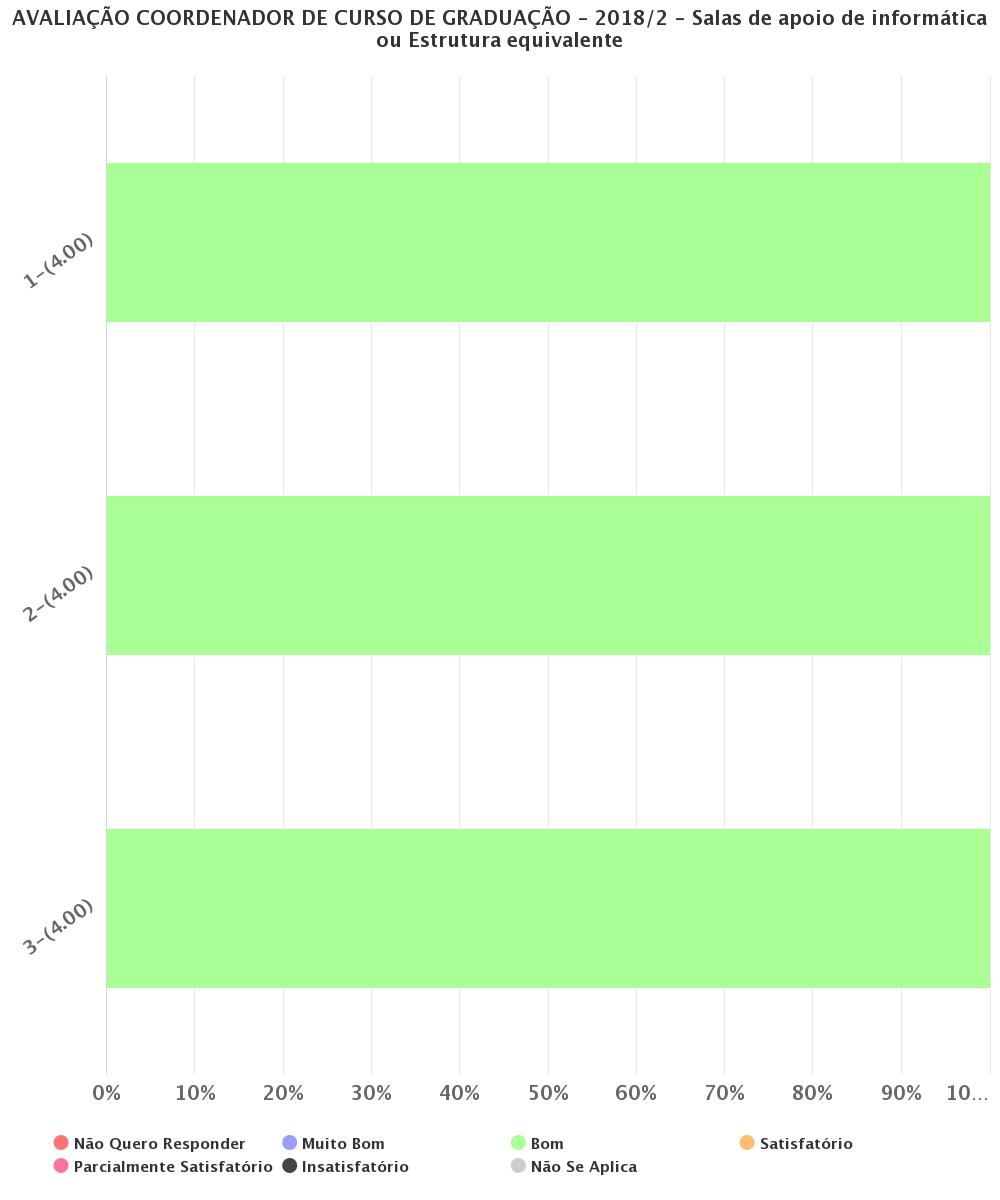 AVALIAÇÃO COORDENADOR DE CURSO DE GRADUAÇÃO - 2018/2 - Salas de apoio de informática
ou Estrutura equivalente
1-(4.00)
2-(4.00)
3-(4.00)
0% 10% 20% 30% 40% 50% 60% 70% 80% 90% 10...
Não Quero Responder Muito Bom Bom Satisfatório
Parcialmente Satisfatório Insatisfatório Não Se Aplica